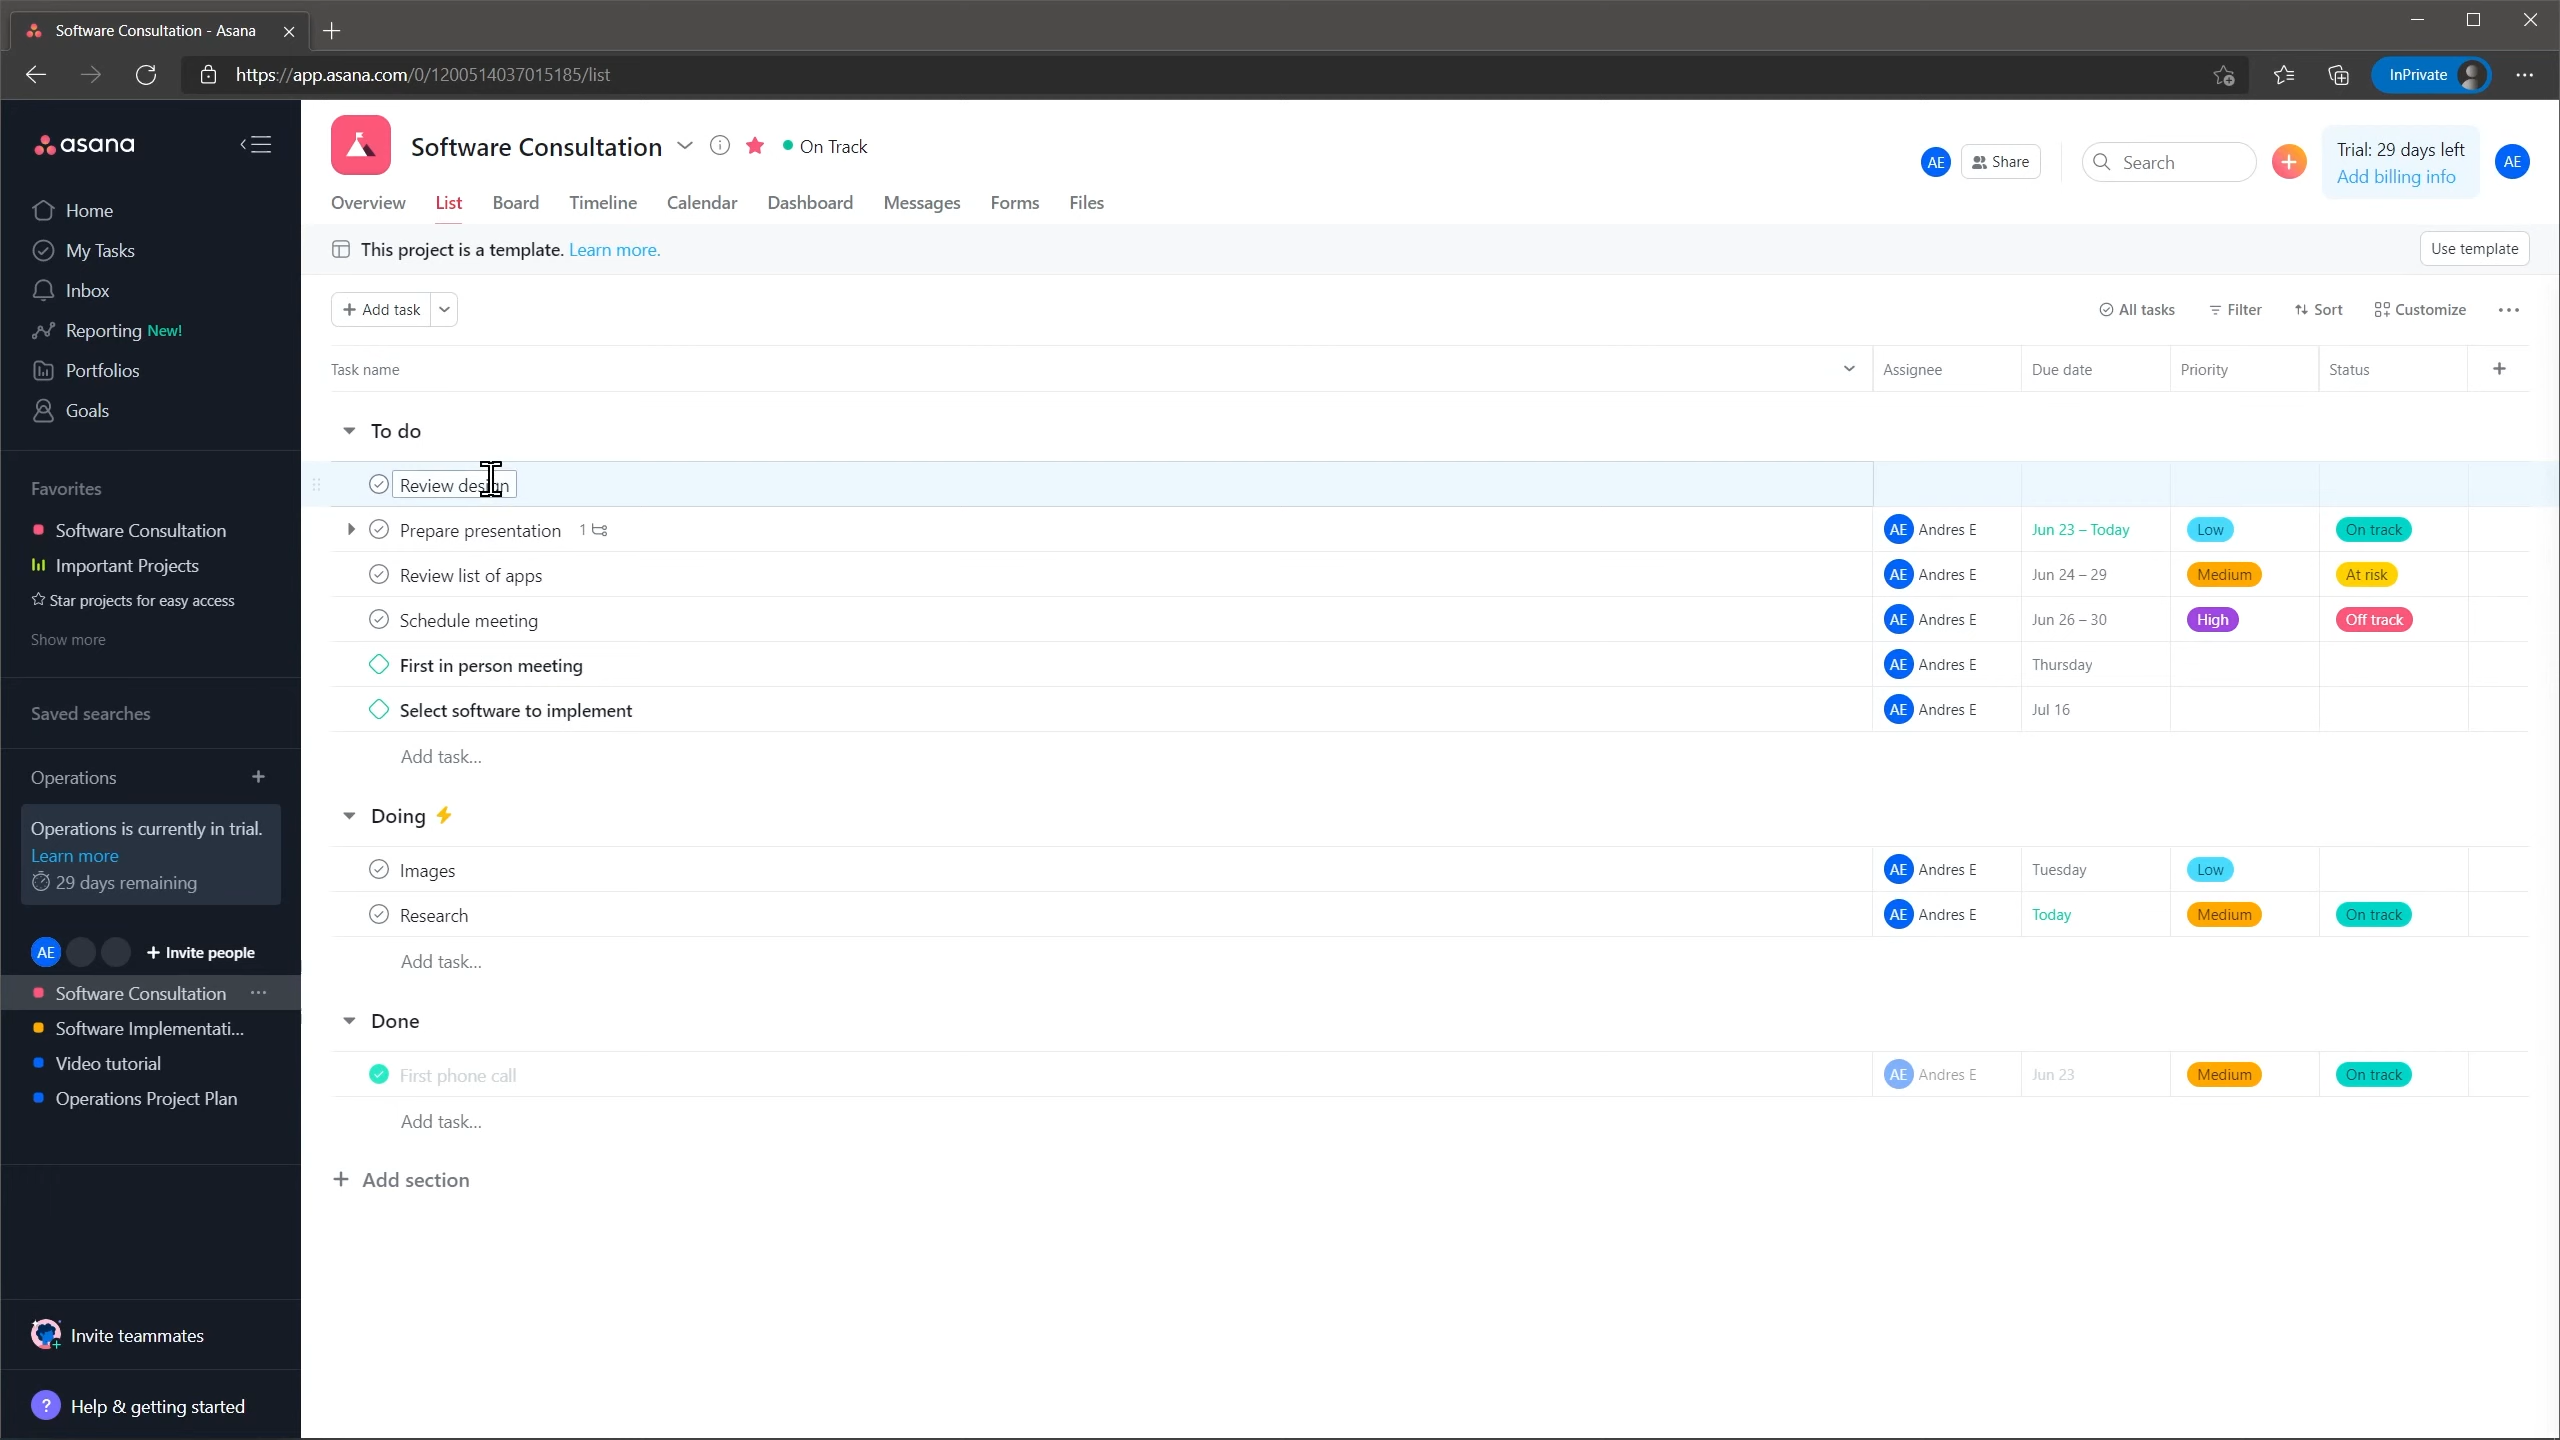 Software Consultation - Asana
https://app.asana.com/0/1200514037015185/list
InPrivate
asana
Home
My Tasks
Inbox
Reporting New!
Portfolios
Goals
Favorites
Software Consultation
Important Projects
Star projects for easy access
Show more
Saved searches
Operations
Operations is currently in trial.
Learn more
29 days remaining
AE + Invite people
Software Consultation
Software Implementati...
Video tutorial
Operations Project Plan
Invite teammates
? Help & getting started
Software Consultation On Track
AE Share Search Trial: 29 days left AE
Add billing info
Overview List Board Timeline Calendar Dashboard Messages Forms Files
This project is a template. Learn more. Use template
+ Add task All tasks Filter Sort Customize
Task name Assignee Due date Priority Status +
To do
Review design
Prepare presentation 1 AE Andres E Jun 23 – Today Low On track
Review list of apps AE Andres E Jun 24 – 29 Medium At risk
Schedule meeting AE Andres E Jun 26 – 30 High Off track
First in person meeting AE Andres E Thursday
Select software to implement AE Andres E Jul 16
Add task...
Doing
Images AE Andres E Tuesday Low
Research AE Andres E Today Medium On track
Add task...
Done
First phone call AE Andres E Jun 23 Medium On track
Add task...
+ Add section